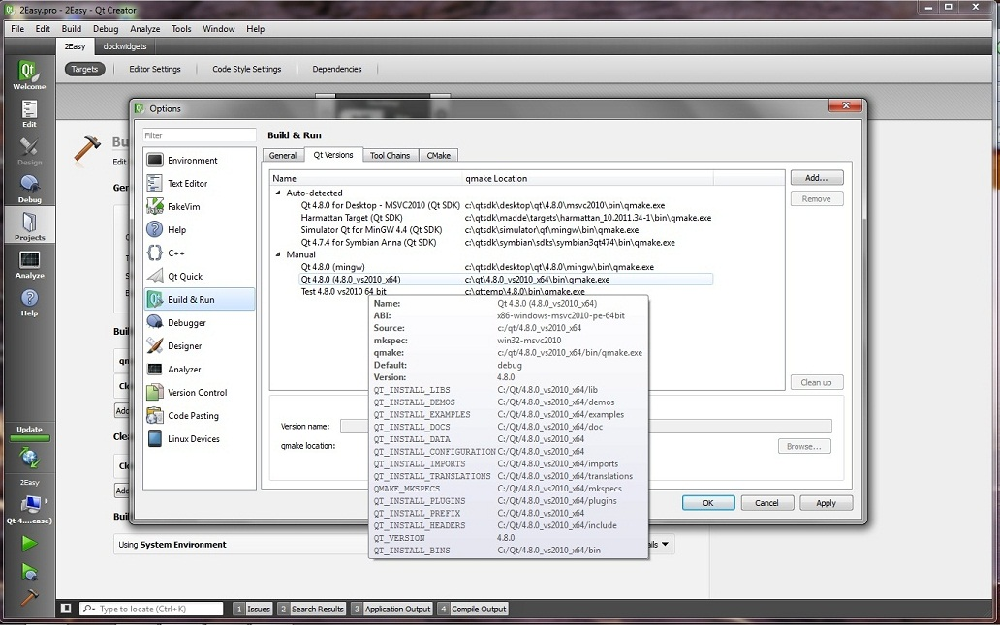 2Easy.pro - 2Easy - Qt Creator
File Edit Build Debug Analyze Tools Window Help
2Easy dockwidgets
Targets Editor Settings Code Style Settings Dependencies
Qt
Welcome
Edit
Design
Debug
Projects
Analyze
Help
Update
2Easy
Qt 4....ease)
Bu
Edit
Gen
Buil
qm
Cle
Add
Clea
Cle
Add
Buil
Using System Environment
ails
Options
Filter
Environment
Text Editor
FakeVim
Help
C++
Qt Quick
Build & Run
Debugger
Designer
Analyzer
Version Control
Code Pasting
Linux Devices
Build & Run
General Qt Versions Tool Chains CMake
Name qmake Location
Auto-detected
Qt 4.8.0 for Desktop - MSVC2010 (Qt SDK) c:\qtsdk\desktop\qt\4.8.0\msvc2010\bin\qmake.exe
Harmattan Target (Qt SDK) c:\qtsdk\madde\targets\harmattan_10.2011.34-1\bin\qmake.exe
Simulator Qt for MinGW 4.4 (Qt SDK) c:\qtsdk\simulator\qt\mingw\bin\qmake.exe
Qt 4.7.4 for Symbian Anna (Qt SDK) c:\qtsdk\symbian\sdks\symbian3qt474\bin\qmake.exe
Manual
Qt 4.8.0 (mingw) c:\qtsdk\desktop\qt\4.8.0\mingw\bin\qmake.exe
Qt 4.8.0 (4.8.0_vs2010_x64) c:\qt\4.8.0_vs2010_x64\bin\qmake.exe
Test 4.8.0 vs2010 64 bit c:\qttemp\4.8.0\bin\qmake.exe
Add...
Remove
Clean up
Name: Qt 4.8.0 (4.8.0_vs2010_x64)
ABI: x86-windows-msvc2010-pe-64bit
Source: c:/qt/4.8.0_vs2010_x64
mkspec: win32-msvc2010
qmake: c:/qt/4.8.0_vs2010_x64/bin/qmake.exe
Default: debug
Version: 4.8.0
QT_INSTALL_LIBS C:/Qt/4.8.0_vs2010_x64/lib
QT_INSTALL_DEMOS C:/Qt/4.8.0_vs2010_x64/demos
QT_INSTALL_EXAMPLES C:/Qt/4.8.0_vs2010_x64/examples
QT_INSTALL_DOCS C:/Qt/4.8.0_vs2010_x64/doc
QT_INSTALL_DATA C:/Qt/4.8.0_vs2010_x64
QT_INSTALL_CONFIGURATION C:/Qt/4.8.0_vs2010_x64
QT_INSTALL_IMPORTS C:/Qt/4.8.0_vs2010_x64/imports
QT_INSTALL_TRANSLATIONS C:/Qt/4.8.0_vs2010_x64/translations
QMAKE_MKSPECS C:/Qt/4.8.0_vs2010_x64/mkspecs
QT_INSTALL_PLUGINS C:/Qt/4.8.0_vs2010_x64/plugins
QT_INSTALL_PREFIX C:/Qt/4.8.0_vs2010_x64
QT_INSTALL_HEADERS C:/Qt/4.8.0_vs2010_x64/include
QT_VERSION 4.8.0
QT_INSTALL_BINS C:/Qt/4.8.0_vs2010_x64/bin
Version name:
qmake location: Browse...
OK Cancel Apply
Type to locate (Ctrl+K) 1 Issues 2 Search Results 3 Application Output 4 Compile Output